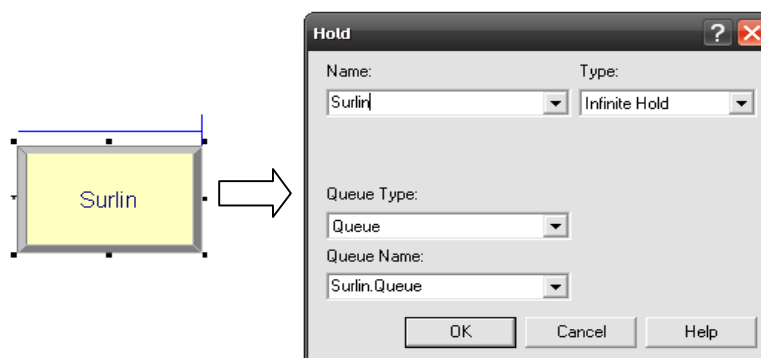 Surlin
Hold
?
Name:
Type:
Surlin
Infinite Hold
Queue Type:
Queue
Queue Name:
Surlin.Queue
OK
Cancel
Help